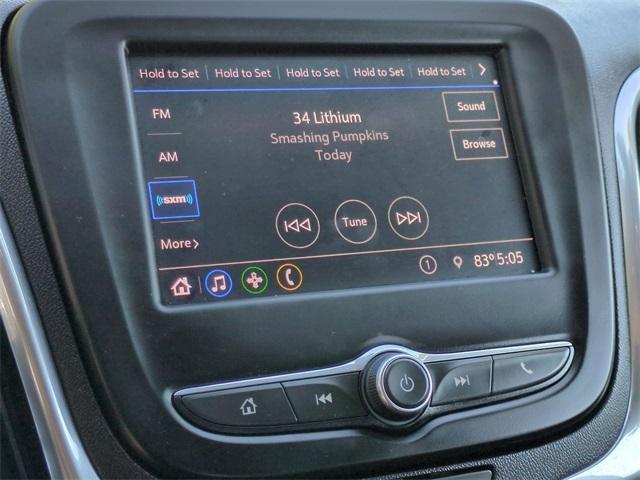 Hold to Set Hold to Set Hold to Set Hold to Set Hold to Set
FM
34 Lithium
Sound
Smashing Pumpkins
Browse
AM
Today
((sxm))
Tune
More
1 83° 5:05